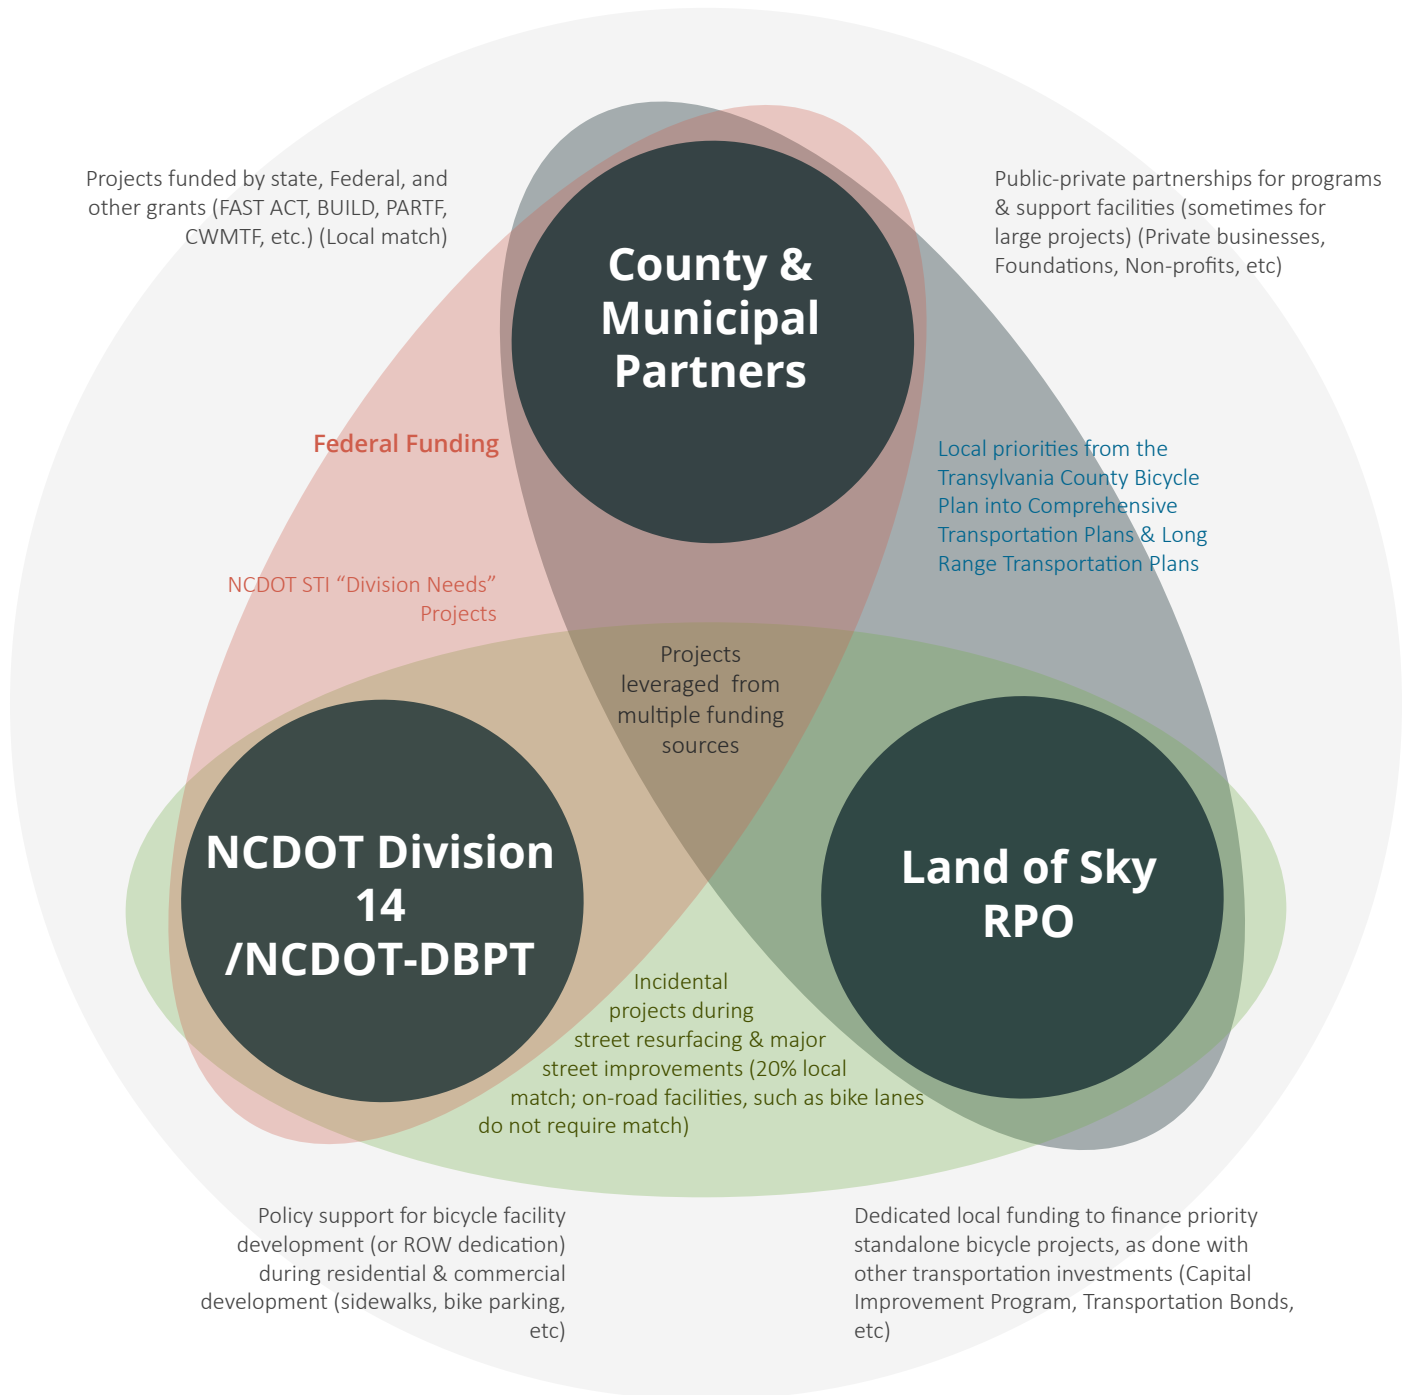 Projects funded by state, Federal, and
other grants (FAST ACT, BUILD, PARTF,
CWMTF, etc.) (Local match)
Public-private partnerships for programs
& support facilities (sometimes for
large projects) (Private businesses,
Foundations, Non-profits, etc)
County &
Municipal
Partners
Federal Funding
NCDOT STI “Division Needs”
Projects
Local priorities from the
Transylvania County Bicycle
Plan into Comprehensive
Transportation Plans & Long
Range Transportation Plans
Projects
leveraged from
multiple funding
sources
NCDOT Division
14
/NCDOT-DBPT
Land of Sky
RPO
Incidental
projects during
street resurfacing & major
street improvements (20% local
match; on-road facilities, such as bike lanes
do not require match)
Policy support for bicycle facility
development (or ROW dedication)
during residential & commercial
development (sidewalks, bike parking,
etc)
Dedicated local funding to finance priority
standalone bicycle projects, as done with
other transportation investments (Capital
Improvement Program, Transportation Bonds,
etc)